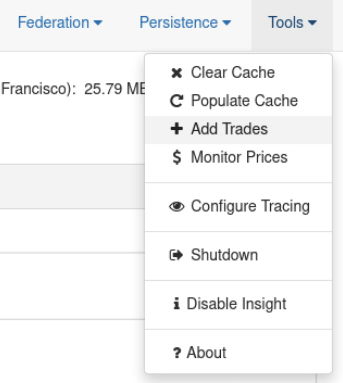 Federation Persistence Tools
Francisco): 25.79 ME
Clear Cache
Populate Cache
Add Trades
Monitor Prices
Configure Tracing
Shutdown
Disable Insight
About